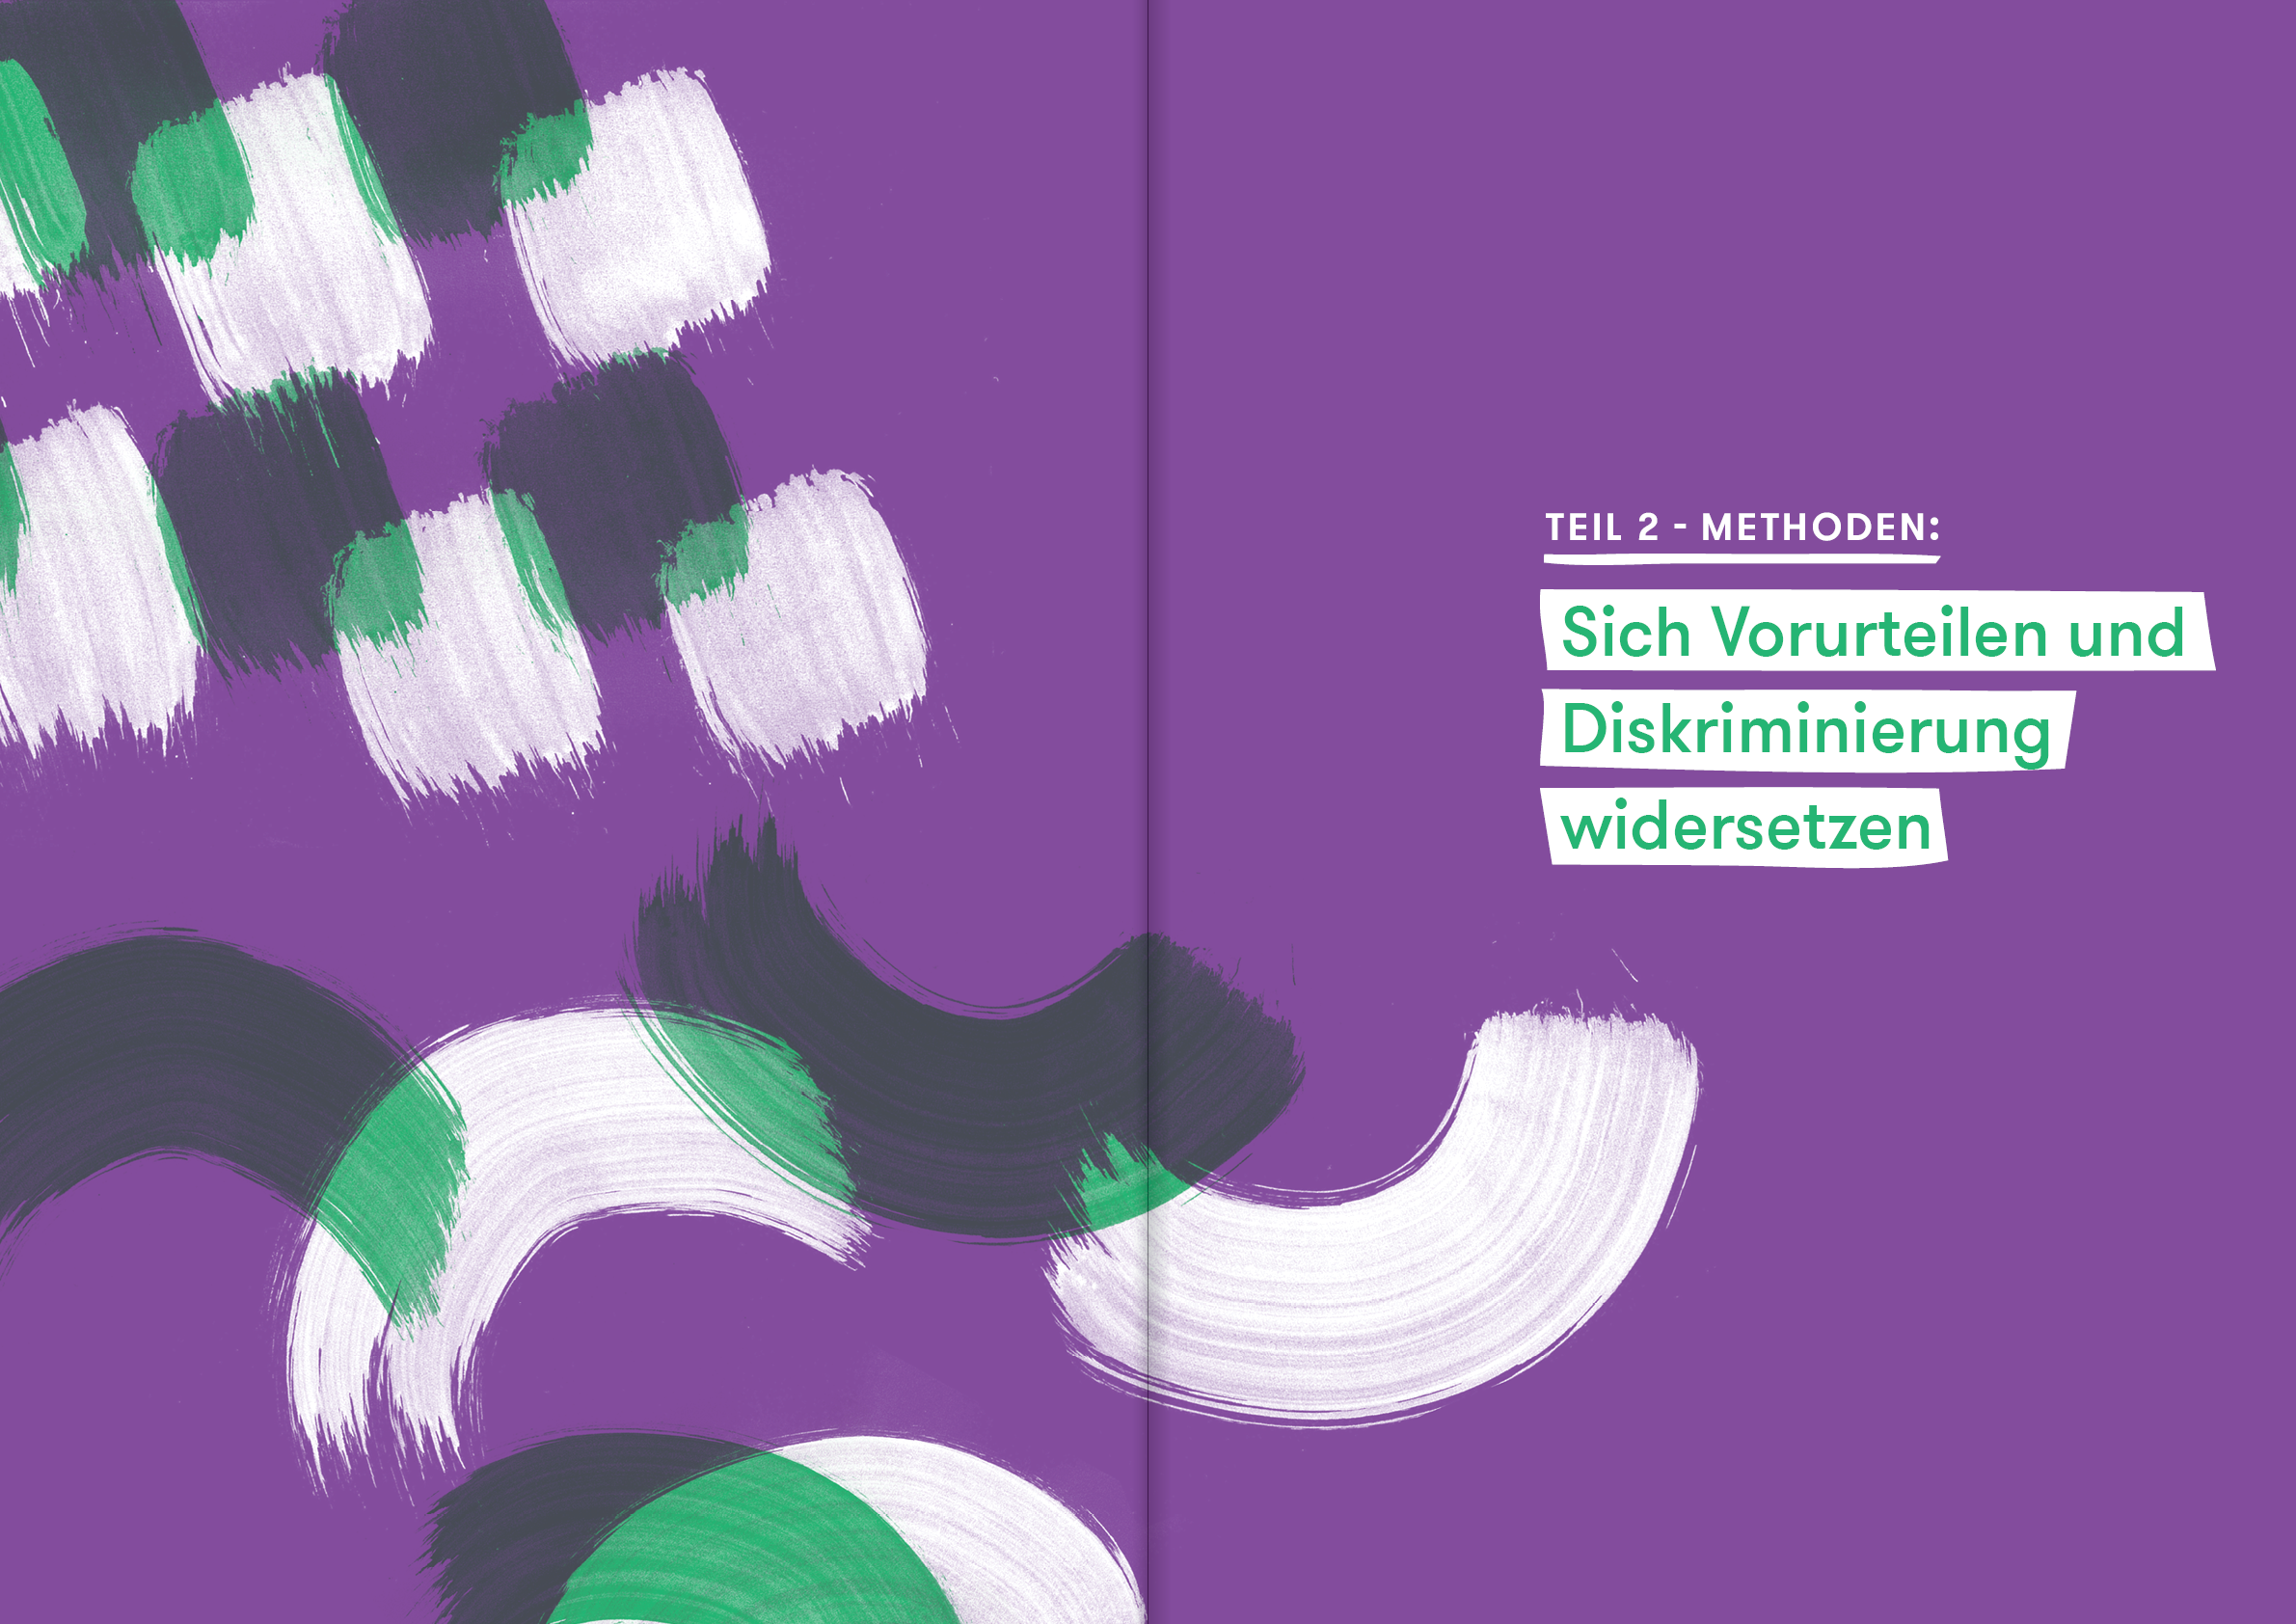 TEIL 2 - METHODEN:
Sich Vorurteilen und
Diskriminierung
widersetzen